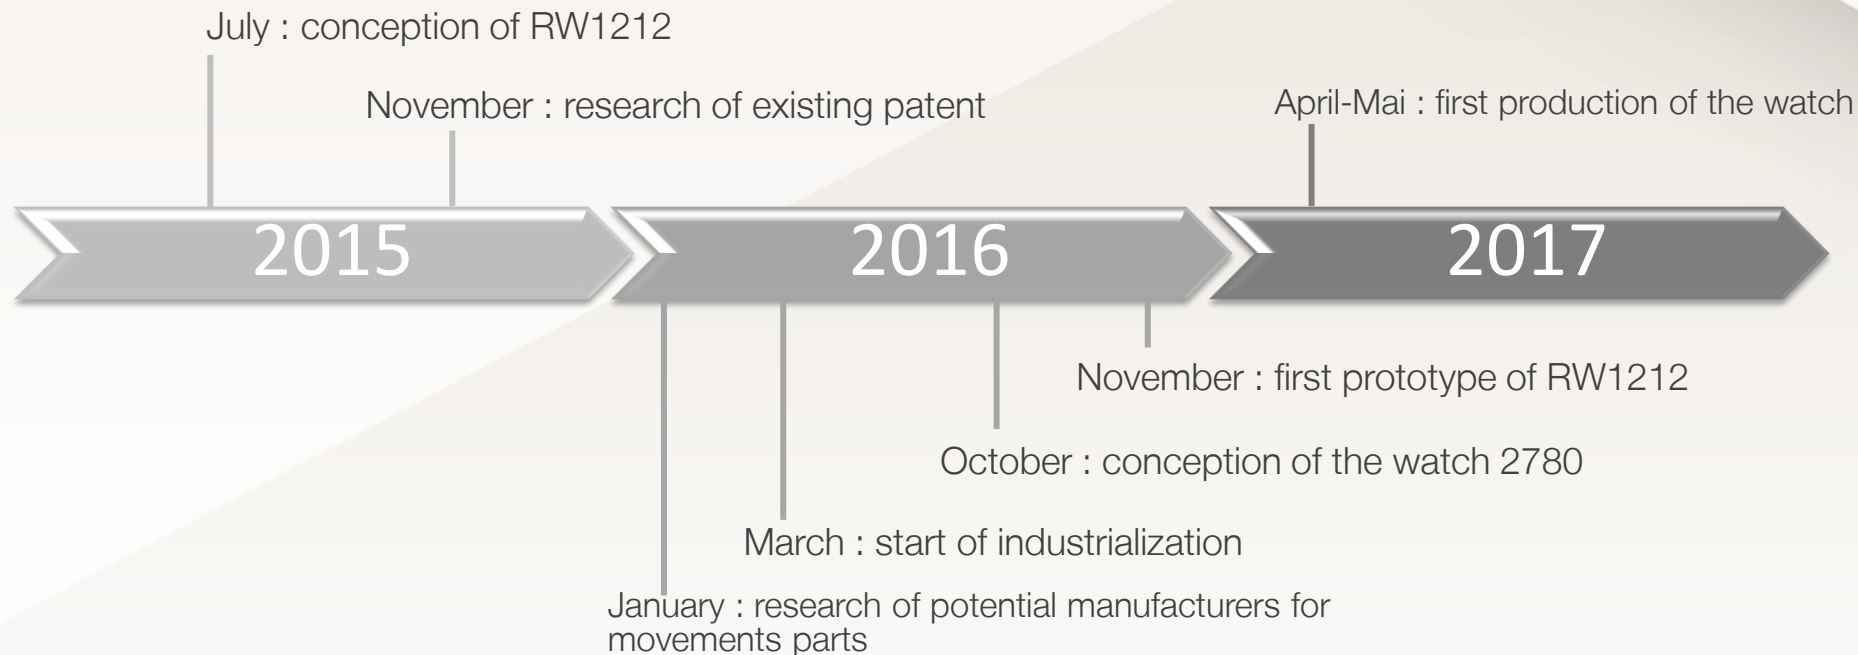 July : conception of RW1212
November : research of existing patent
April-Mai : first production of the watch
2015
2016
2017
November : first prototype of RW1212
October : conception of the watch 2780
March : start of industrialization
January : research of potential manufacturers for
movements parts